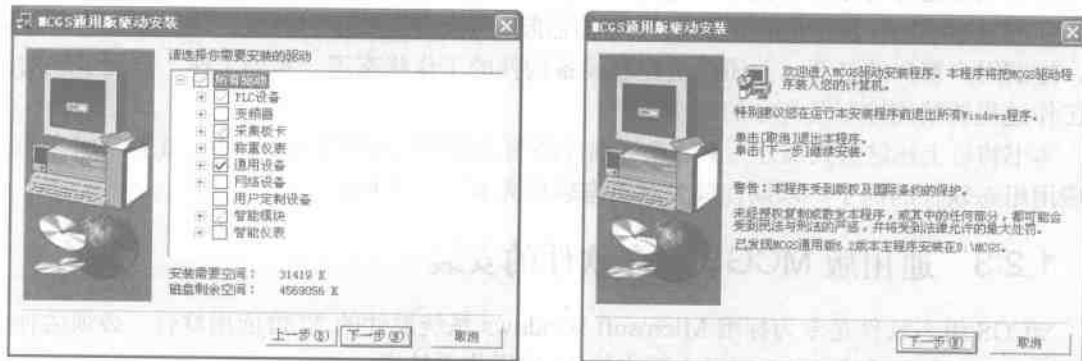 MCGS通用版驱动安装
请选择你需要安装的驱动
所有驱动
PLC设备
变频器
采集板卡
称重仪表
通用设备
网络设备
用户定制设备
智能模块
智能仪表
安装需要空间： 31419 K
磁盘剩余空间： 4569056 K
上一步(B) 下一步(N) 取消
MCGS通用版驱动安装
欢迎进入MCGS驱动安装程序。本程序将把MCGS驱动程
序装入您的计算机。
特别建议您在运行本安装程序前退出所有Windows程序。
单击[取消]退出本程序。
单击[下一步]继续安装。
警告：本程序受到版权及国际条约的保护。
未经授权复制或散发本程序，或其中的任何部分，都可能会
受到民法与刑法的严惩，并将受到法律允许的最大处罚。
已发现MCGS通用版6.2版本主程序安装在D:\MCGS。
下一步(N) 取消